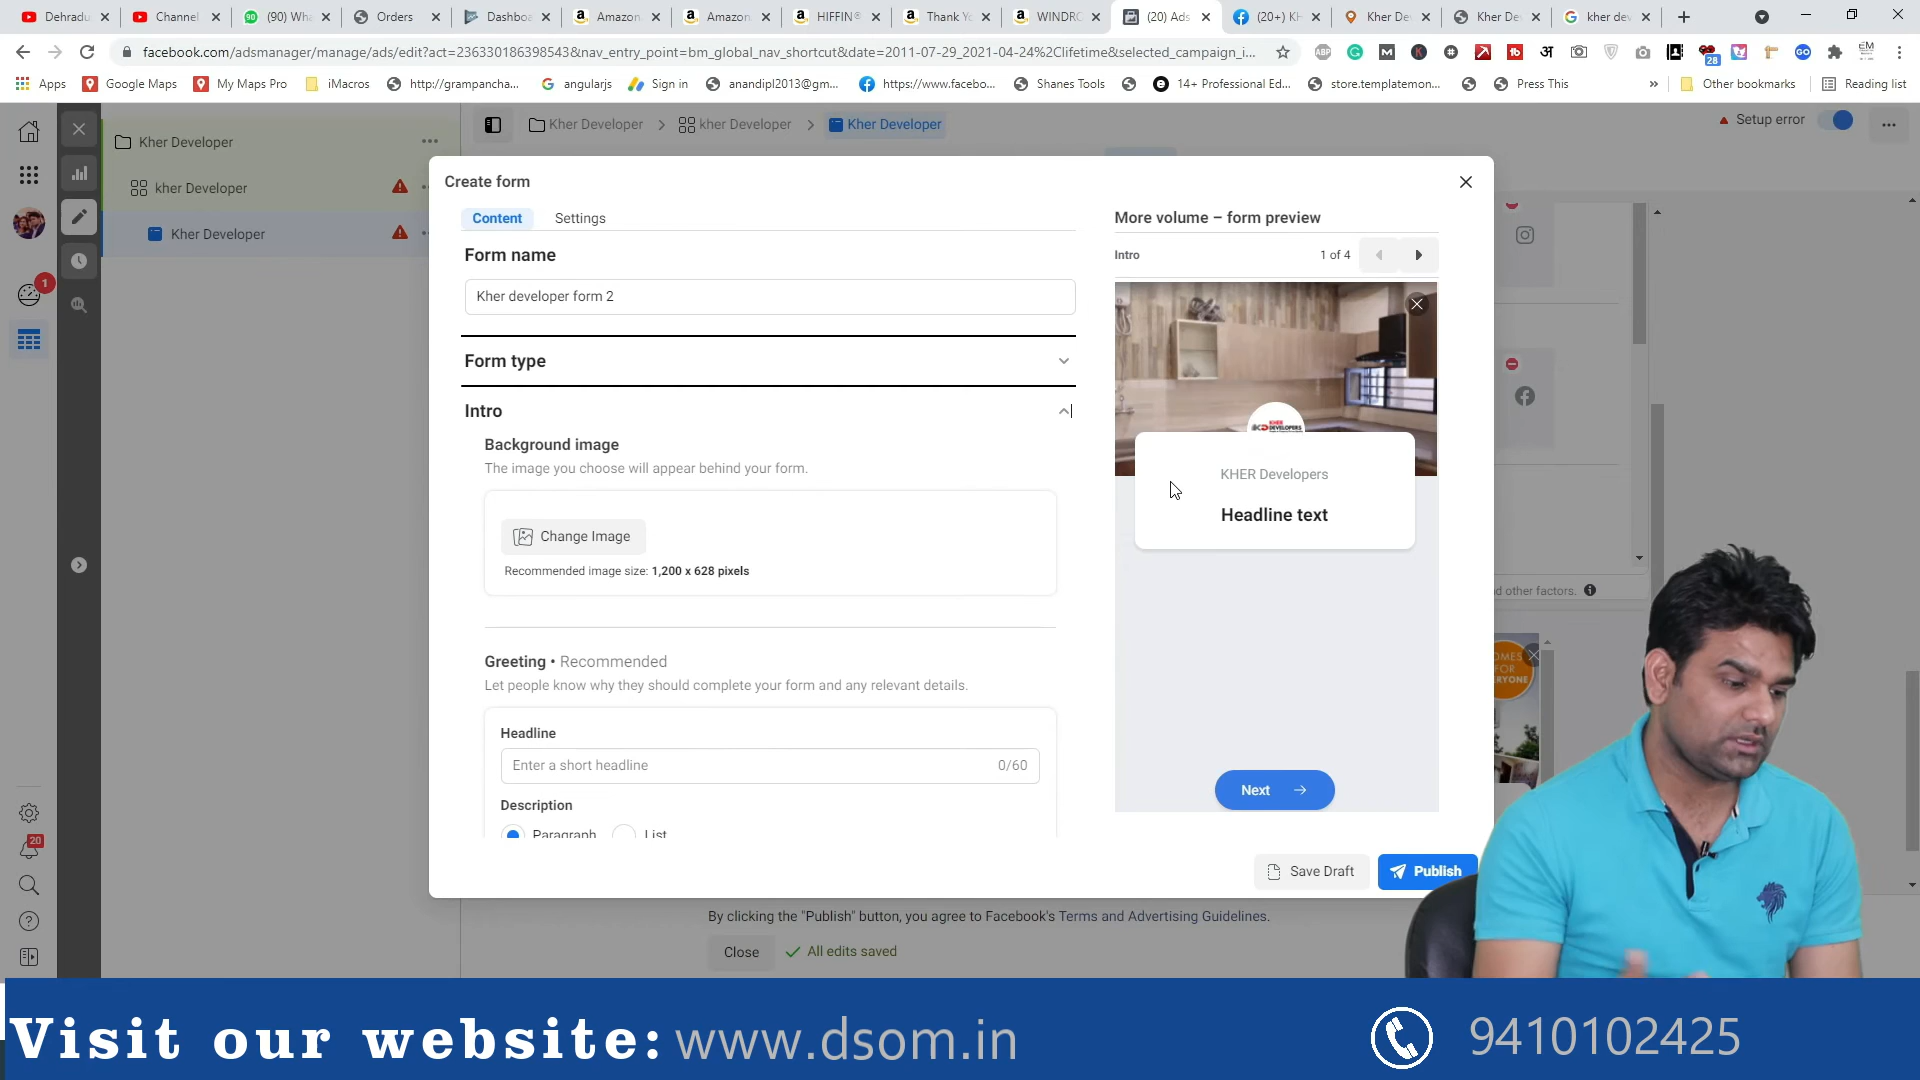 Dehradu
Channel
(90) Wha
Orders
Dashboa
Amazon
Amazon.
HIFFIN®
Thank Yo
WINDRO
(20) Ads
(20+) KH
Kher De
Kher De
kher dev
facebook.com/adsmanager/manage/ads/edit?act=2363301863985438&nav_entry_point=bm_global_nav_shortcut&date=2011-07-29_2021-04-24%2Clifetime&selected_campaign_i...
Apps
Google Maps
My Maps Pro
iMacros
http://grampancha...
angularjs
Sign in
anandipl2013@gm...
https://www.facebo...
Shanes Tools
14+ Professional Ed...
store.templatemon...
Press This
»
Other bookmarks
Reading list
Kher Developer
kher Developer
Kher Developer
Kher Developer
kher Developer
Kher Developer
Setup error
1
20
Create form
Content
Settings
Form name
Kher developer form 2
Form type
Intro
Background image
The image you choose will appear behind your form.
Change Image
Recommended image size: 1,200 x 628 pixels
Greeting • Recommended
Let people know why they should complete your form and any relevant details.
Headline
Enter a short headline
0/60
Description
Paragraph
List
More volume – form preview
Intro
1 of 4
KHER DEVELOPERS
KHER Developers
Headline text
Next
Save Draft
Publish
d other factors.
OMES
FOR
ERYONE
By clicking the "Publish" button, you agree to Facebook's Terms and Advertising Guidelines.
Close
All edits saved
Visit our website: www.dsom.in
9410102425